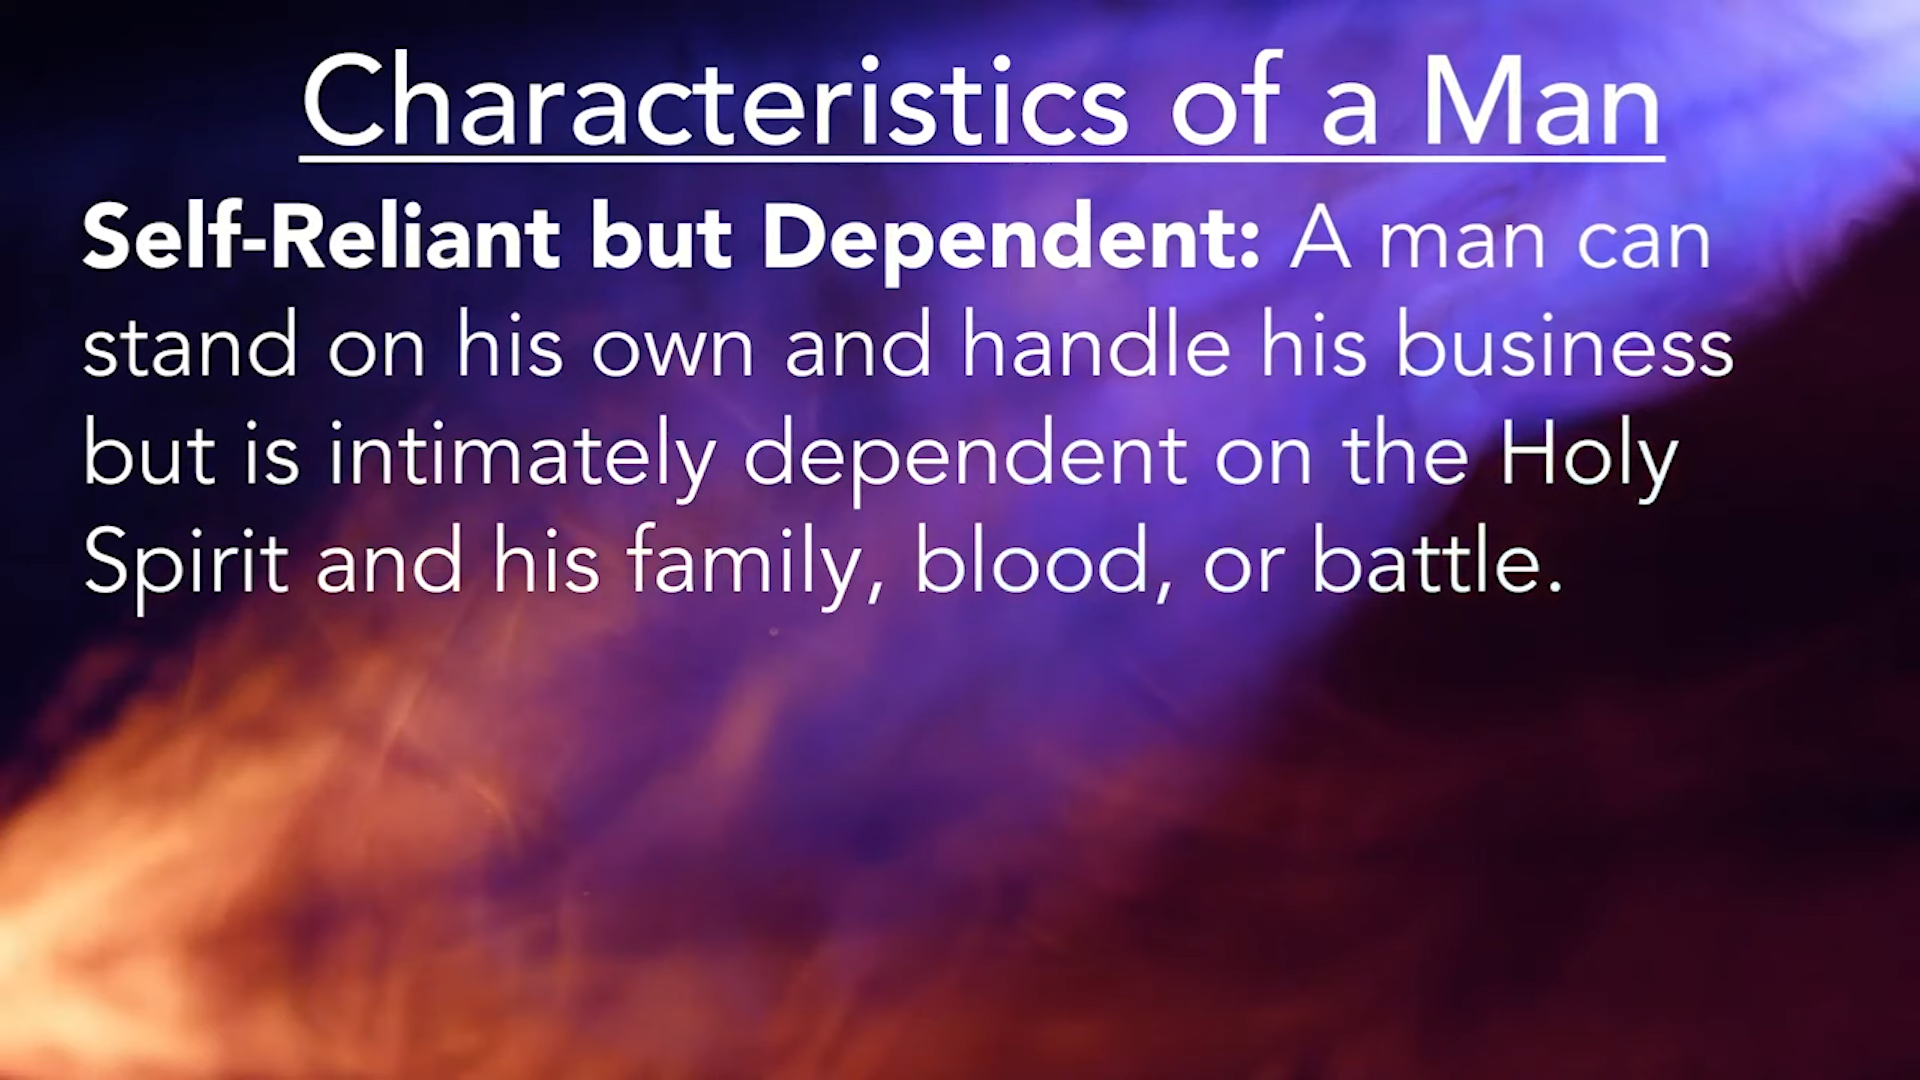 Characteristics of a Man
Self-Reliant but Dependent: A man can
stand on his own and handle his business
but is intimately dependent on the Holy
Spirit and his family, blood, or battle.